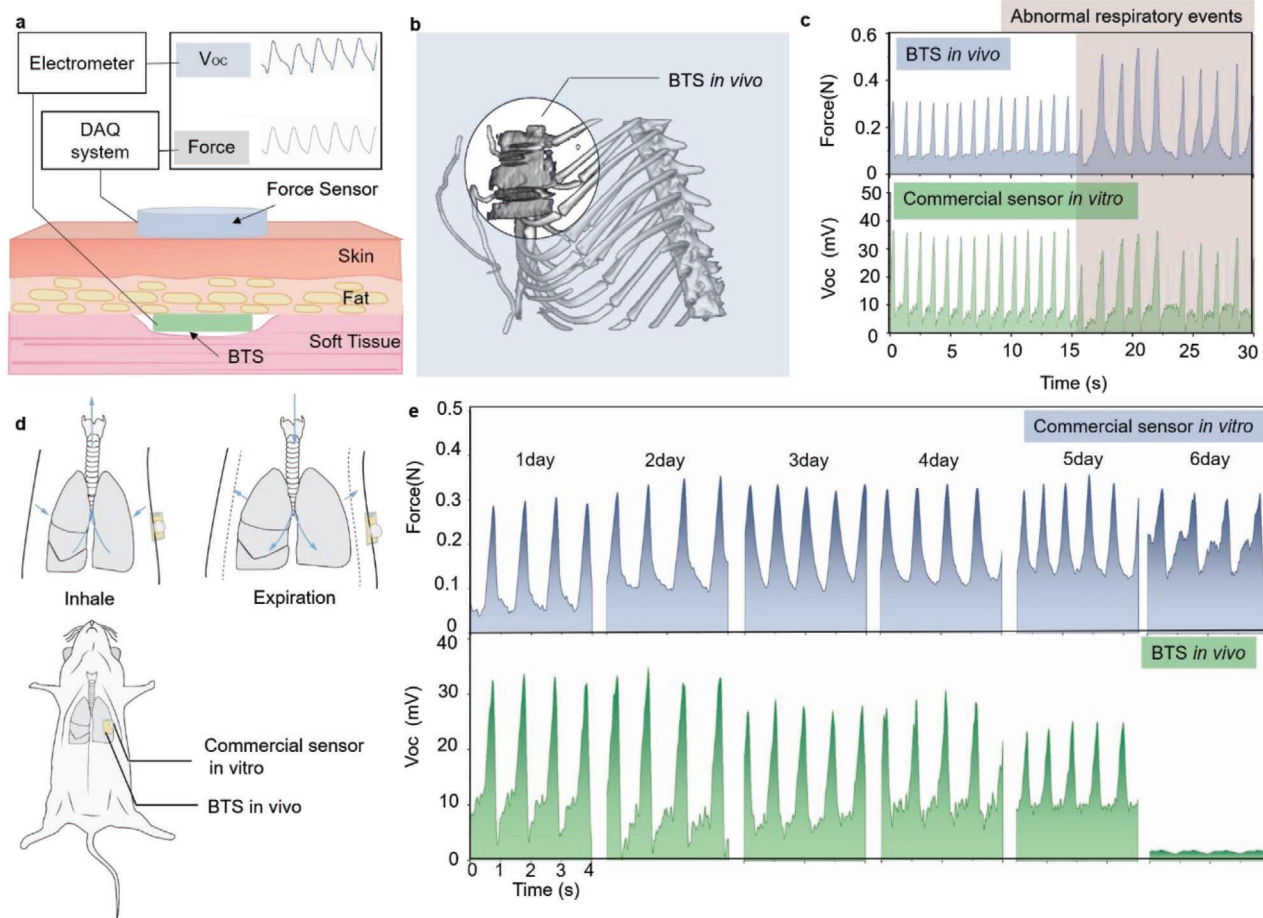 a
Electrometer
Voc
DAQ
system
Force
Force Sensor
Skin
Fat
Soft Tissue
BTS
b
BTS in vivo
c
Abnormal respiratory events
BTS in vivo
Force(N)
0.6
0.4
0.2
0
Commercial sensor in vitro
Voc (mV)
50
40
30
20
10
0
0 5 10 15 20 25 30
Time (s)
d
Inhale
Expiration
Commercial sensor
in vitro
BTS in vivo
e
Commercial sensor in vitro
1day 2day 3day 4day 5day 6day
Force(N)
0.5
0.4
0.3
0.2
0.1
0
BTS in vivo
Voc (mV)
40
30
20
10
0
0 1 2 3 4
Time (s)